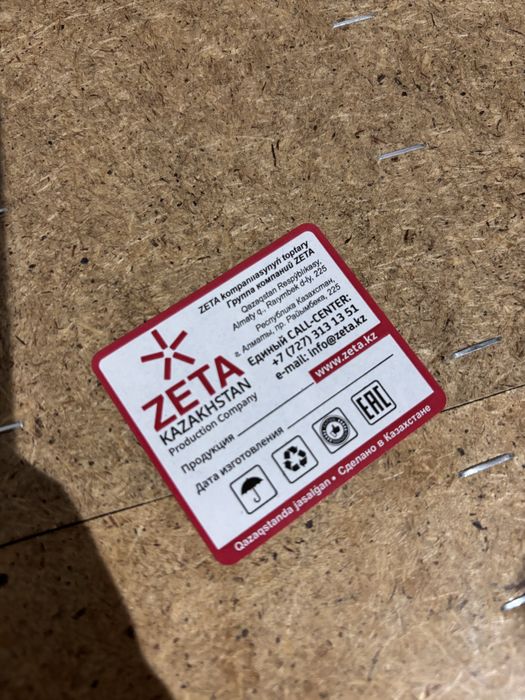 ZETA kompanııasynyń toptary
Группа компаний ZETA
Qazaqstan Respýblikasy,
Almaty q., Raıymbek d-ly, 225
Республика Казахстан,
г. Алматы, пр. Райымбека, 225
Единый CALL-CENTER:
+7 (727) 313 13 51
e-mail: info@zeta.kz
www.zeta.kz
ZETA
KAZAKHSTAN
Production Company
Продукция
Дата изготовления
EAC
Qazaqstanda jasalǵan • Сделано в Казахстане